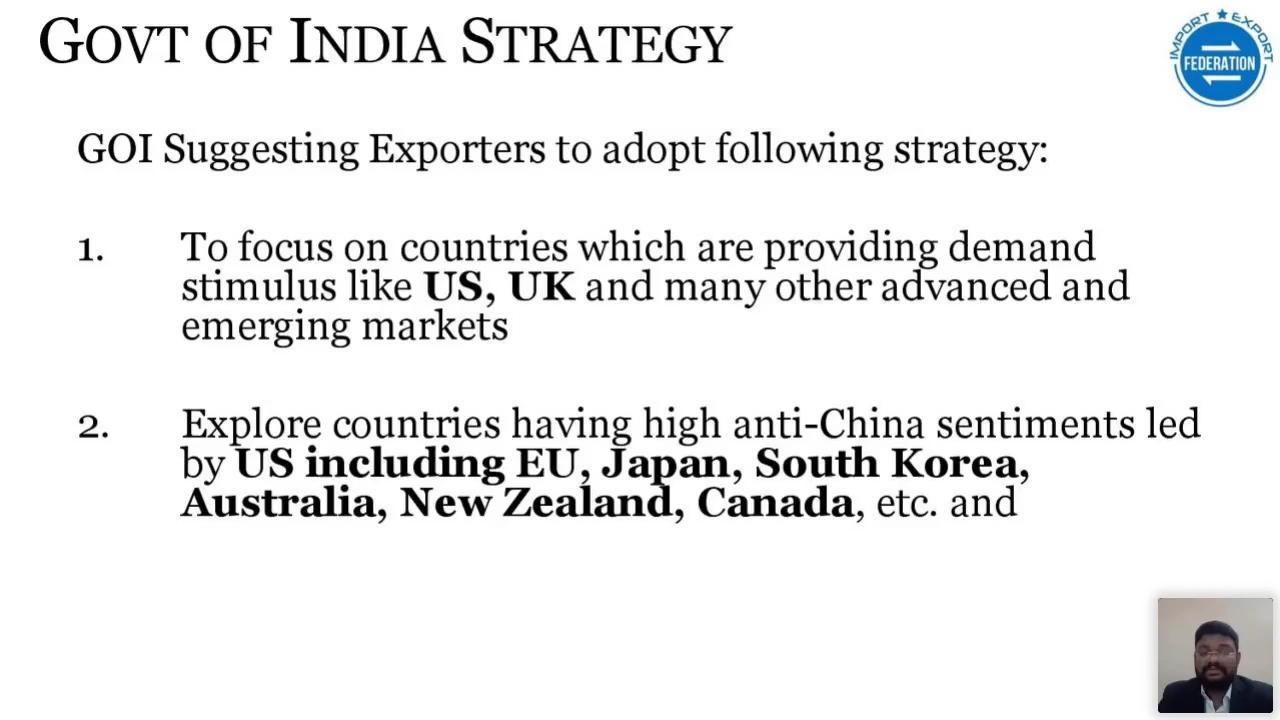 GOVT OF INDIA STRATEGY
IMPORT ★ EXPORT
FEDERATION
GOI Suggesting Exporters to adopt following strategy:
1. To focus on countries which are providing demand
stimulus like US, UK and many other advanced and
emerging markets
2. Explore countries having high anti-China sentiments led
by US including EU, Japan, South Korea,
Australia, New Zealand, Canada, etc. and